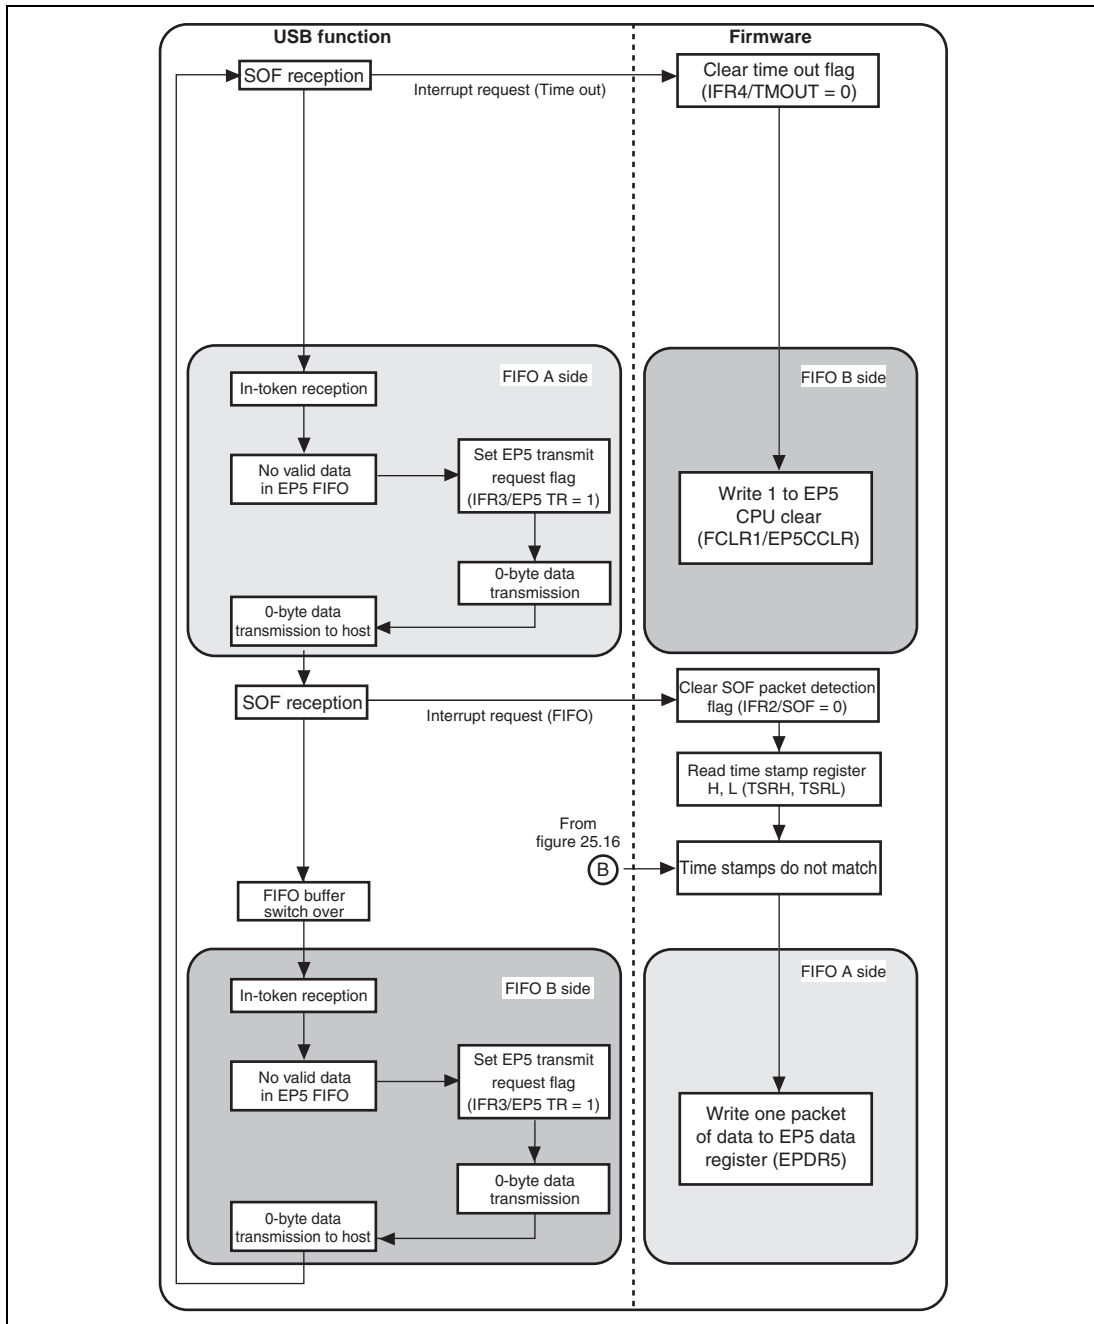 USB function
Firmware
SOF reception
Interrupt request (Time out)
Clear time out flag
(IFR4/TMOUT = 0)
FIFO A side
In-token reception
No valid data
in EP5 FIFO
Set EP5 transmit
request flag
(IFR3/EP5 TR = 1)
0-byte data
transmission
0-byte data
transmission to host
FIFO B side
Write 1 to EP5
CPU clear
(FCLR1/EP5CCLR)
SOF reception
Interrupt request (FIFO)
Clear SOF packet detection
flag (IFR2/SOF = 0)
Read time stamp register
H, L (TSRH, TSRL)
From
figure 25.16
B
Time stamps do not match
FIFO buffer
switch over
FIFO B side
In-token reception
No valid data
in EP5 FIFO
Set EP5 transmit
request flag
(IFR3/EP5 TR = 1)
0-byte data
transmission
0-byte data
transmission to host
FIFO A side
Write one packet
of data to EP5 data
register (EPDR5)